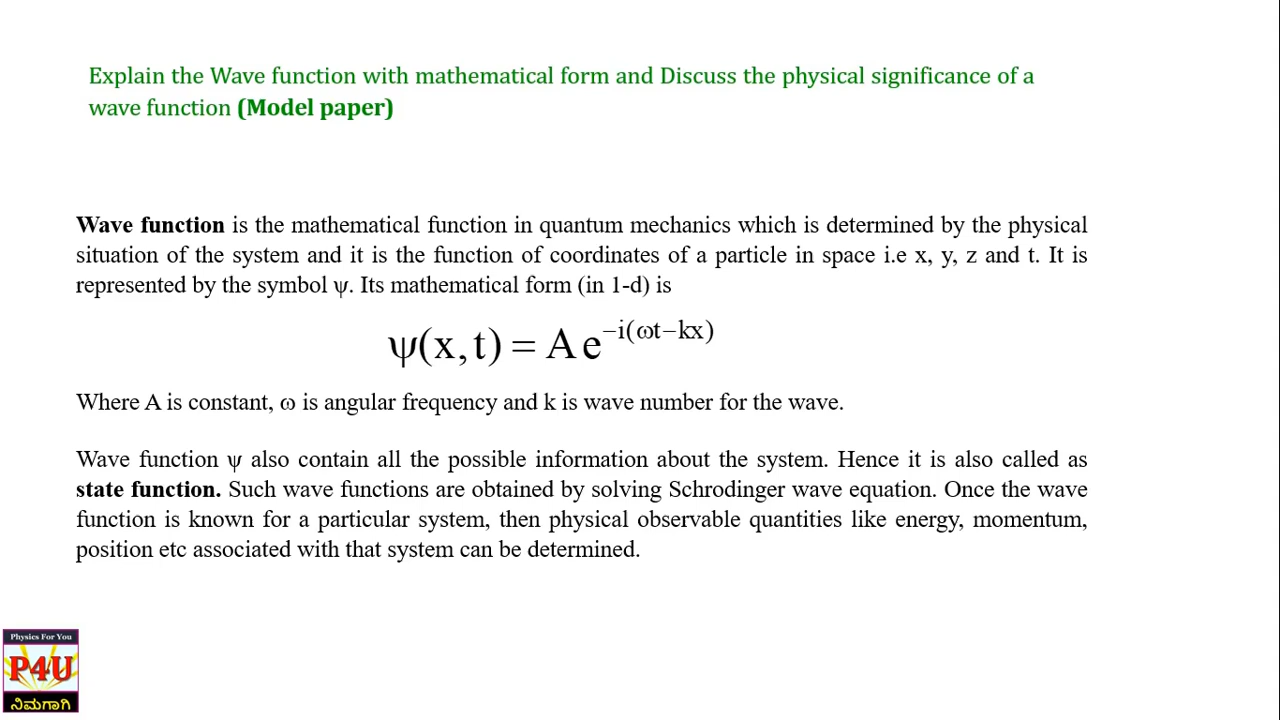 Explain the Wave function with mathematical form and Discuss the physical significance of a
wave function (Model paper)
Wave function is the mathematical function in quantum mechanics which is determined by the physical
situation of the system and it is the function of coordinates of a particle in space i.e x, y, z and t. It is
represented by the symbol ψ. Its mathematical form (in 1-d) is
ψ(x, t) = A e^{−i(ωt−kx)}
Where A is constant, ω is angular frequency and k is wave number for the wave.
Wave function ψ also contain all the possible information about the system. Hence it is also called as
state function. Such wave functions are obtained by solving Schrodinger wave equation. Once the wave
function is known for a particular system, then physical observable quantities like energy, momentum,
position etc associated with that system can be determined.
Physics For You
P4U
ನಿಮಗಾಗಿ